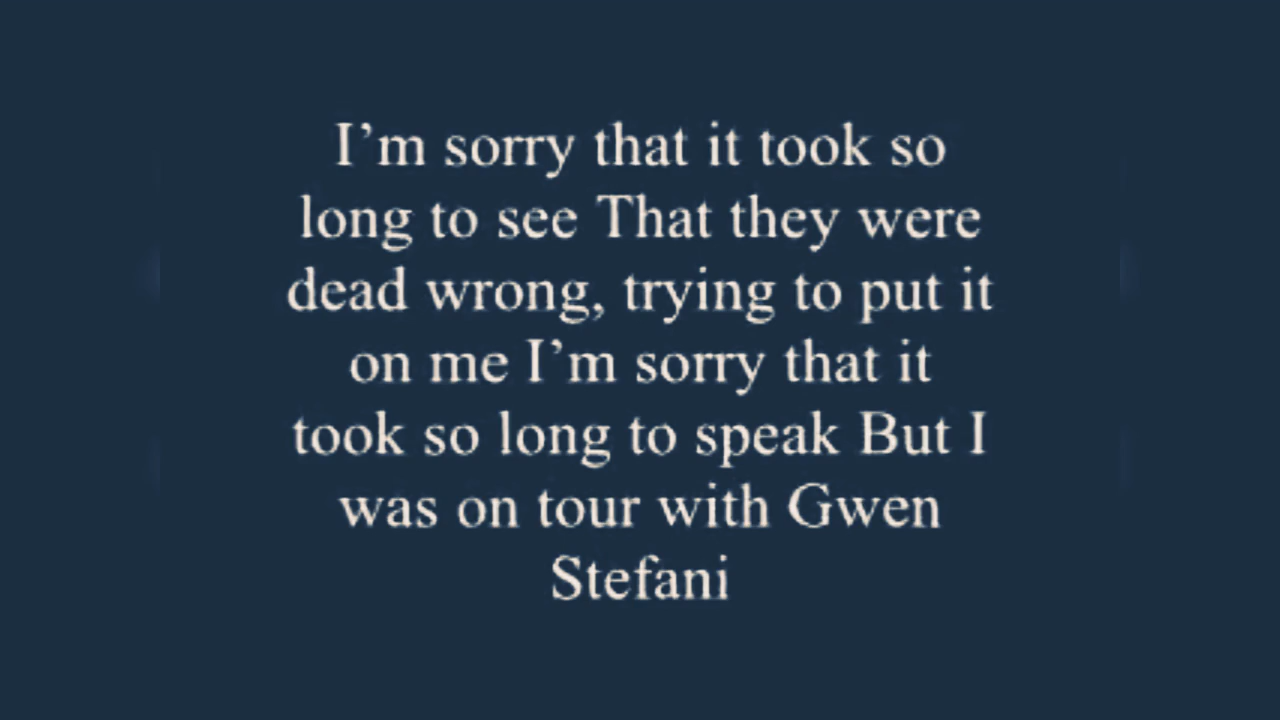 I’m sorry that it took so
long to see That they were
dead wrong, trying to put it
on me I’m sorry that it
took so long to speak But I
was on tour with Gwen
Stefani